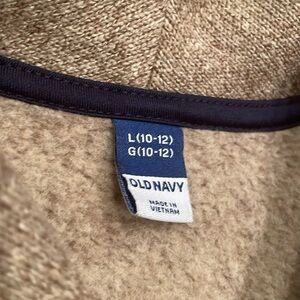 L(10-12)
G(10-12)
OLD NAVY
MADE IN
VIETNAM